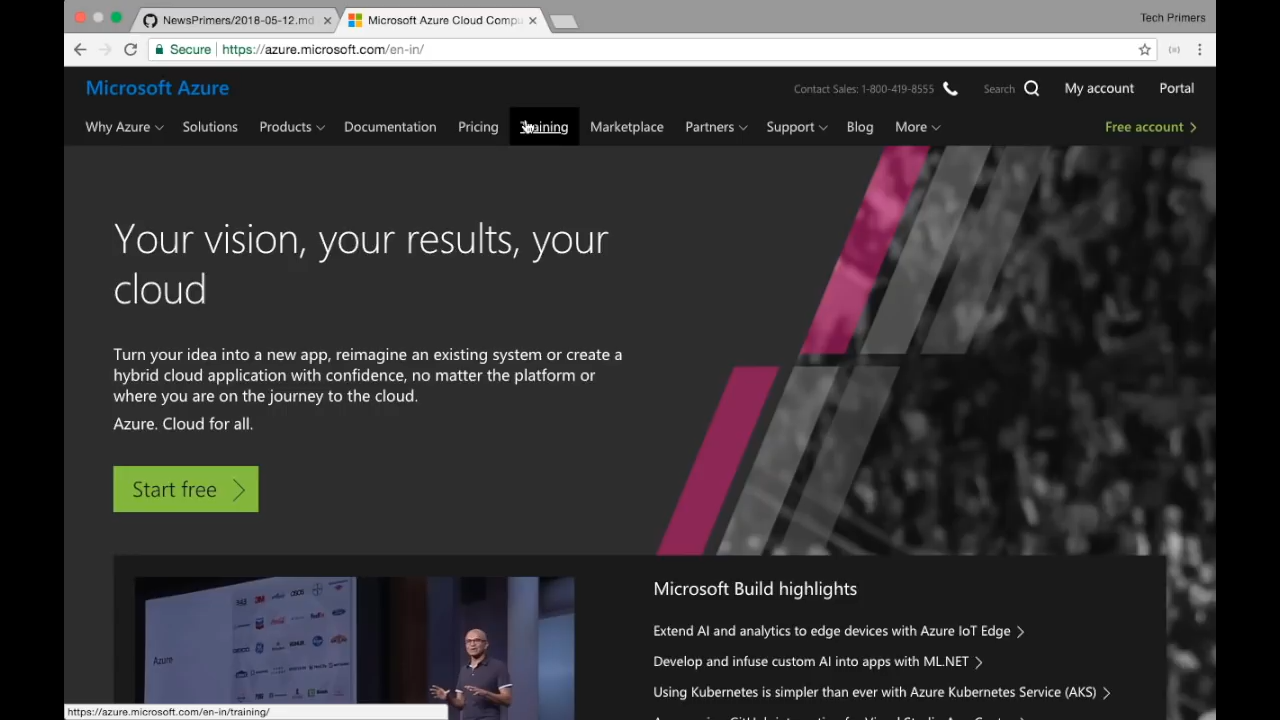 NewsPrimers/2018-05-12.md
Microsoft Azure Cloud Compu
Tech Primers
Secure
https://azure.microsoft.com/en-in/
Microsoft Azure
Contact Sales: 1-800-419-8555
Search
My account
Portal
Why Azure
Solutions
Products
Documentation
Pricing
Training
Marketplace
Partners
Support
Blog
More
Free account
Your vision, your results, your
cloud
Turn your idea into a new app, reimagine an existing system or create a
hybrid cloud application with confidence, no matter the platform or
where you are on the journey to the cloud.
Azure. Cloud for all.
Start free
Azure
Microsoft Build highlights
Extend AI and analytics to edge devices with Azure IoT Edge
Develop and infuse custom AI into apps with ML.NET
Using Kubernetes is simpler than ever with Azure Kubernetes Service (AKS)
https://azure.microsoft.com/en-in/training/